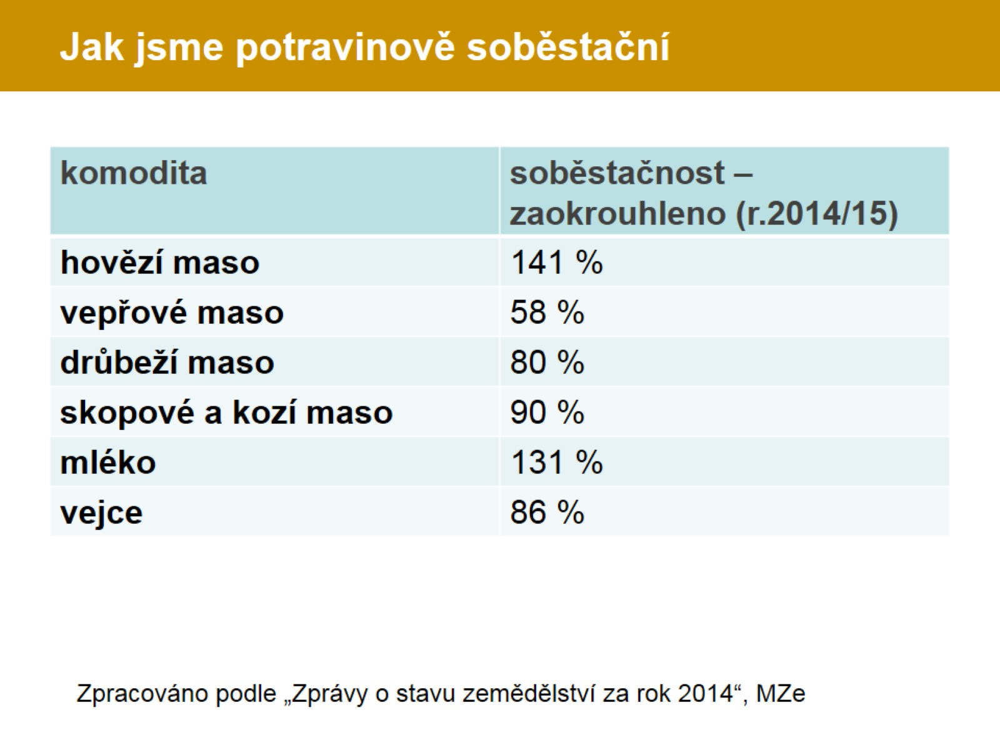 Jak jsme potravinově soběstační
komodita
soběstačnost –
zaokrouhleno (r.2014/15)
hovězí maso 141 %
vepřové maso 58 %
drůbeží maso 80 %
skopové a kozí maso 90 %
mléko 131 %
vejce 86 %
Zpracováno podle „Zprávy o stavu zemědělství za rok 2014“, MZe